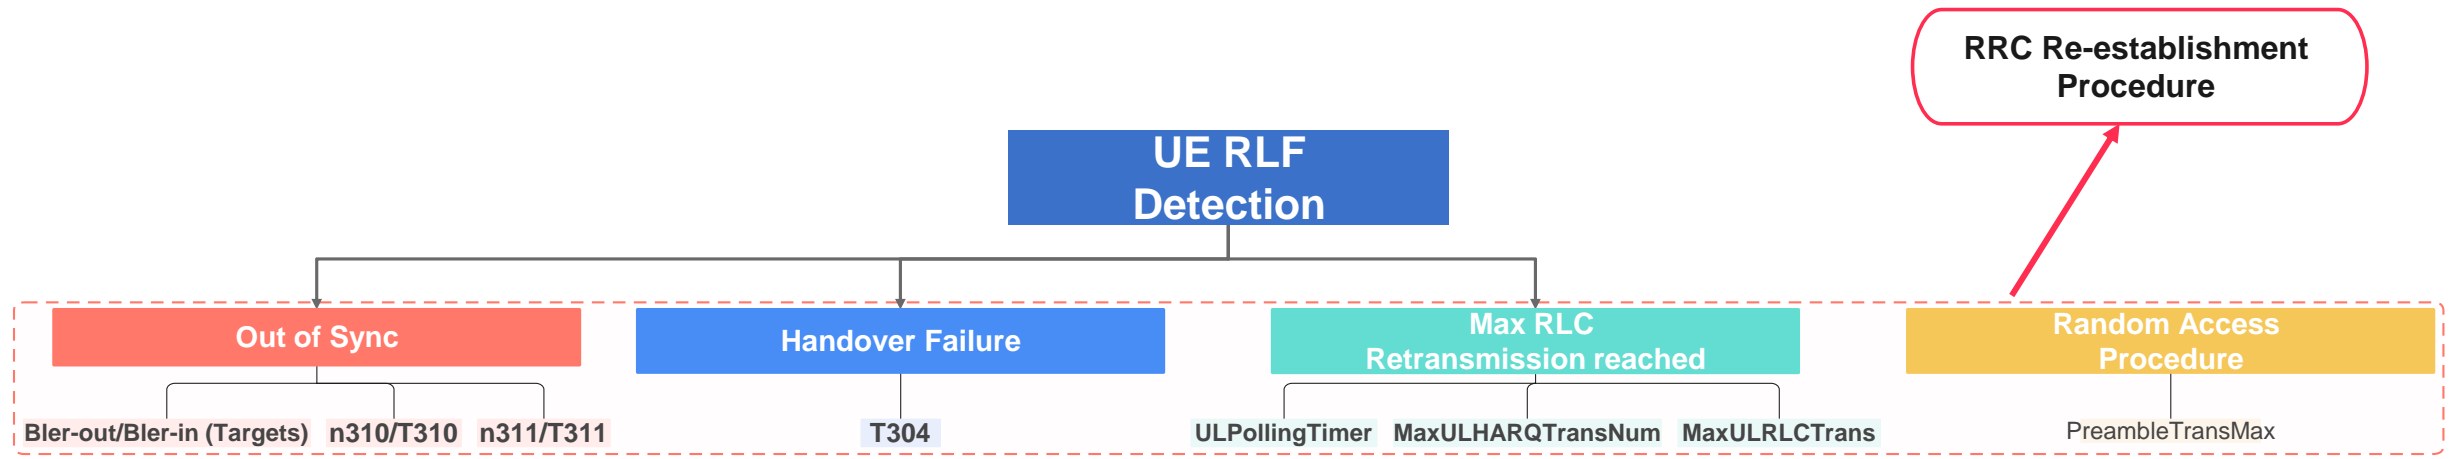 RRC Re-establishment
Procedure
UE RLF
Detection
Out of Sync
Handover Failure
Max RLC
Retransmission reached
Random Access
Procedure
Bler-out/Bler-in (Targets)
n310/T310
n311/T311
T304
ULPollingTimer
MaxULHARQTransNum
MaxULRLCTrans
PreambleTransMax